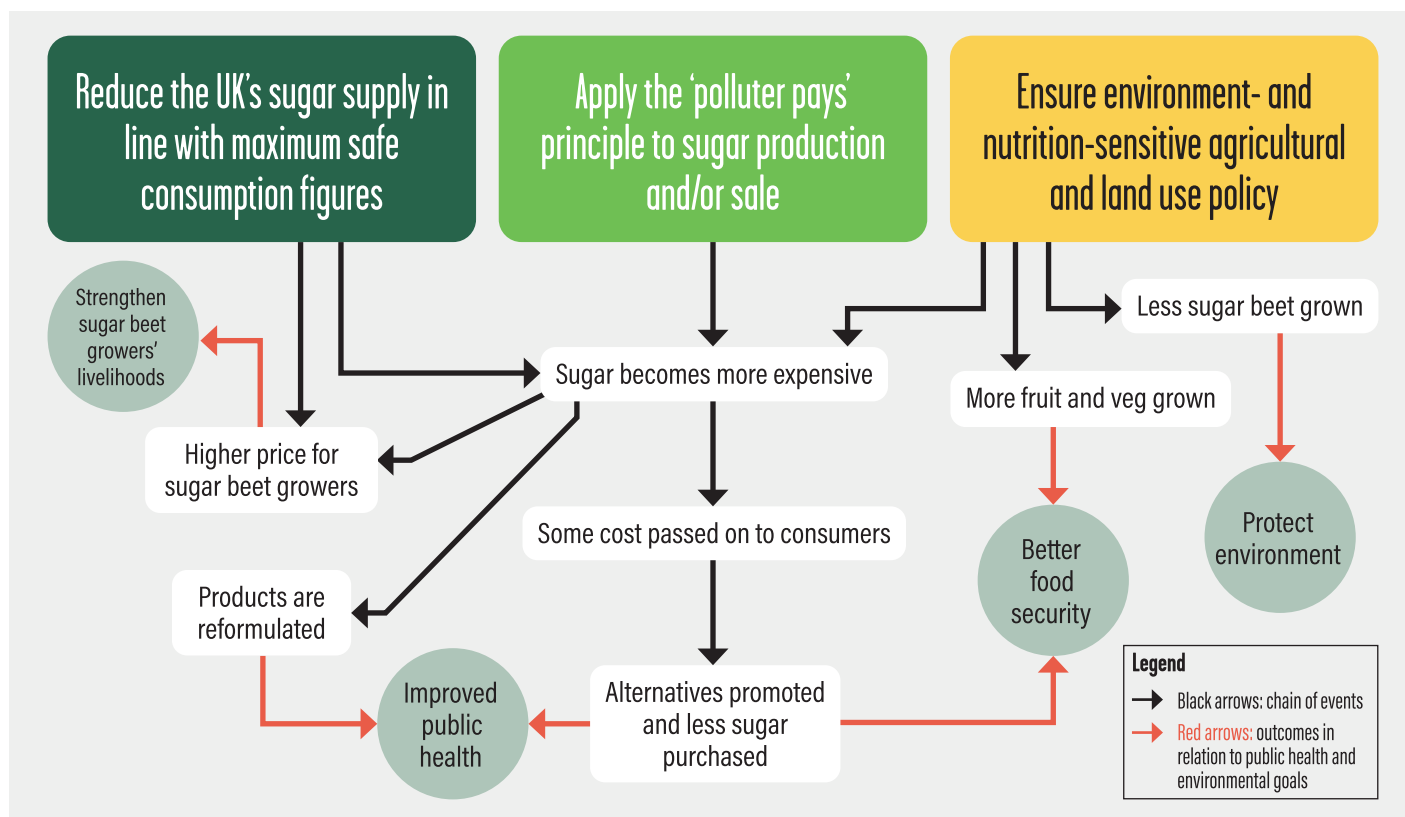 Reduce the UK's sugar supply in
line with maximum safe
consumption figures
Apply the ‘polluter pays’
principle to sugar production
and/or sale
Ensure environment- and
nutrition-sensitive agricultural
and land use policy
Strengthen
sugar beet
growers’
livelihoods
Less sugar beet grown
Sugar becomes more expensive
More fruit and veg grown
Higher price for
sugar beet growers
Some cost passed on to consumers
Protect
environment
Better
food
security
Products are
reformulated
Improved
public
health
Alternatives promoted
and less sugar
purchased
Legend
Black arrows: chain of events
Red arrows: outcomes in
relation to public health and
environmental goals